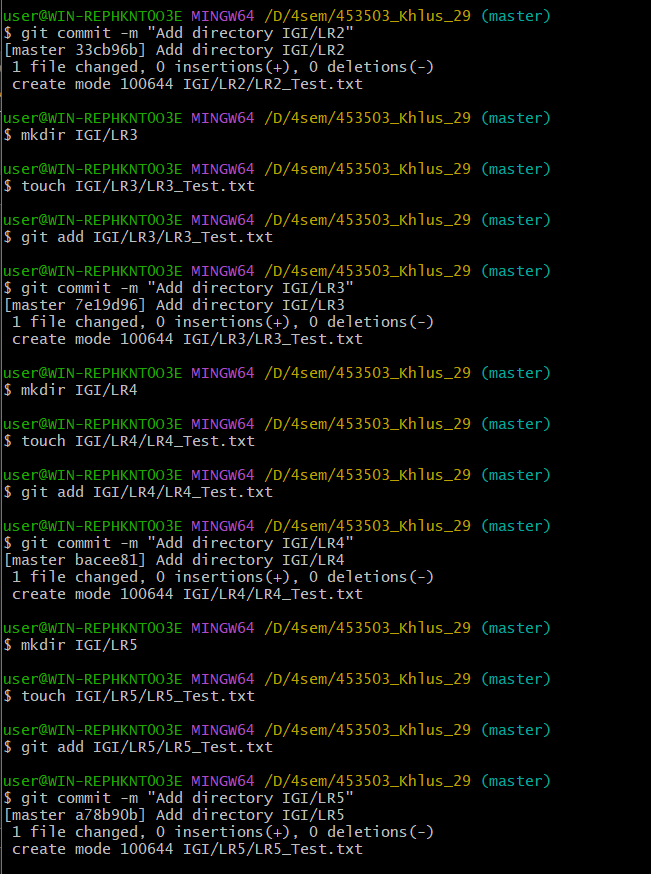 user@WIN-REPHKNTOO3E MINGW64 /D/4sem/453503_Khlus_29 (master)
$ git commit -m "Add directory IGI/LR2"
[master 33cb96b] Add directory IGI/LR2
 1 file changed, 0 insertions(+), 0 deletions(-)
 create mode 100644 IGI/LR2/LR2_Test.txt

user@WIN-REPHKNTOO3E MINGW64 /D/4sem/453503_Khlus_29 (master)
$ mkdir IGI/LR3

user@WIN-REPHKNTOO3E MINGW64 /D/4sem/453503_Khlus_29 (master)
$ touch IGI/LR3/LR3_Test.txt

user@WIN-REPHKNTOO3E MINGW64 /D/4sem/453503_Khlus_29 (master)
$ git add IGI/LR3/LR3_Test.txt

user@WIN-REPHKNTOO3E MINGW64 /D/4sem/453503_Khlus_29 (master)
$ git commit -m "Add directory IGI/LR3"
[master 7e19d96] Add directory IGI/LR3
 1 file changed, 0 insertions(+), 0 deletions(-)
 create mode 100644 IGI/LR3/LR3_Test.txt

user@WIN-REPHKNTOO3E MINGW64 /D/4sem/453503_Khlus_29 (master)
$ mkdir IGI/LR4

user@WIN-REPHKNTOO3E MINGW64 /D/4sem/453503_Khlus_29 (master)
$ touch IGI/LR4/LR4_Test.txt

user@WIN-REPHKNTOO3E MINGW64 /D/4sem/453503_Khlus_29 (master)
$ git add IGI/LR4/LR4_Test.txt

user@WIN-REPHKNTOO3E MINGW64 /D/4sem/453503_Khlus_29 (master)
$ git commit -m "Add directory IGI/LR4"
[master bacee81] Add directory IGI/LR4
 1 file changed, 0 insertions(+), 0 deletions(-)
 create mode 100644 IGI/LR4/LR4_Test.txt

user@WIN-REPHKNTOO3E MINGW64 /D/4sem/453503_Khlus_29 (master)
$ mkdir IGI/LR5

user@WIN-REPHKNTOO3E MINGW64 /D/4sem/453503_Khlus_29 (master)
$ touch IGI/LR5/LR5_Test.txt

user@WIN-REPHKNTOO3E MINGW64 /D/4sem/453503_Khlus_29 (master)
$ git add IGI/LR5/LR5_Test.txt

user@WIN-REPHKNTOO3E MINGW64 /D/4sem/453503_Khlus_29 (master)
$ git commit -m "Add directory IGI/LR5"
[master a78b90b] Add directory IGI/LR5
 1 file changed, 0 insertions(+), 0 deletions(-)
 create mode 100644 IGI/LR5/LR5_Test.txt